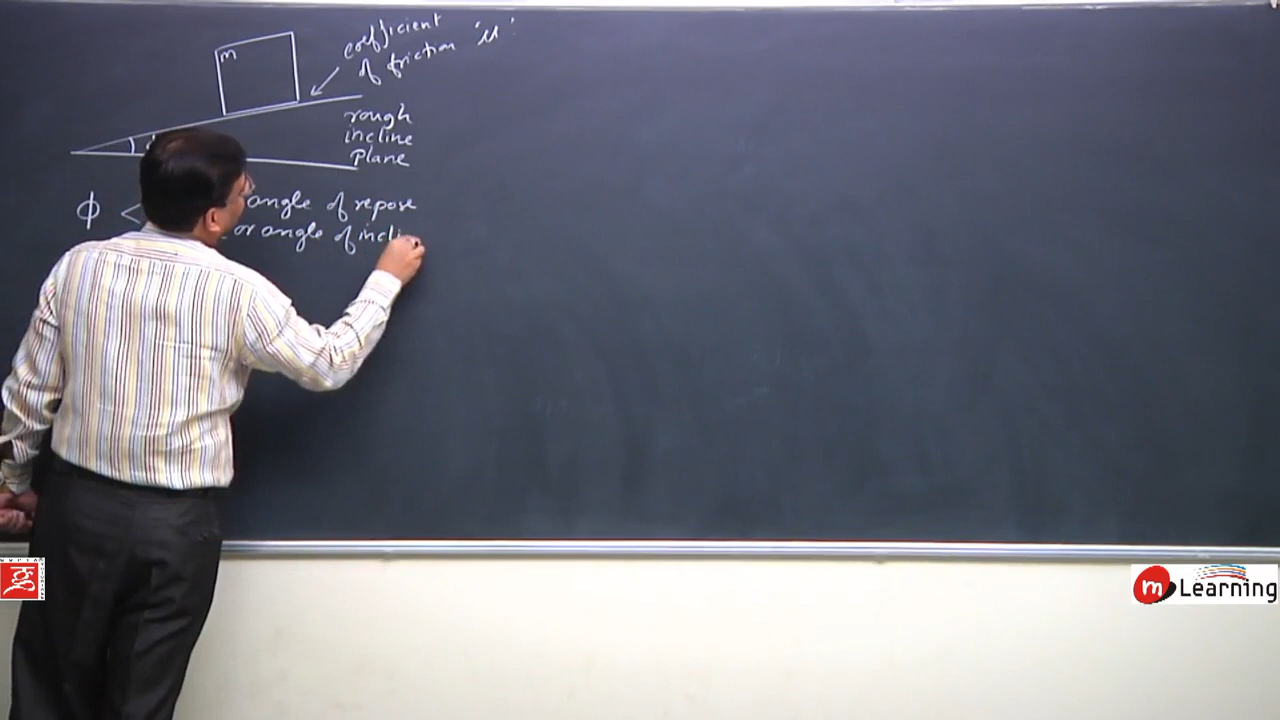 m
coefficient
of friction 'μ'
rough
incline
plane
ϕ < angle of repose
or angle of incli
m Learning